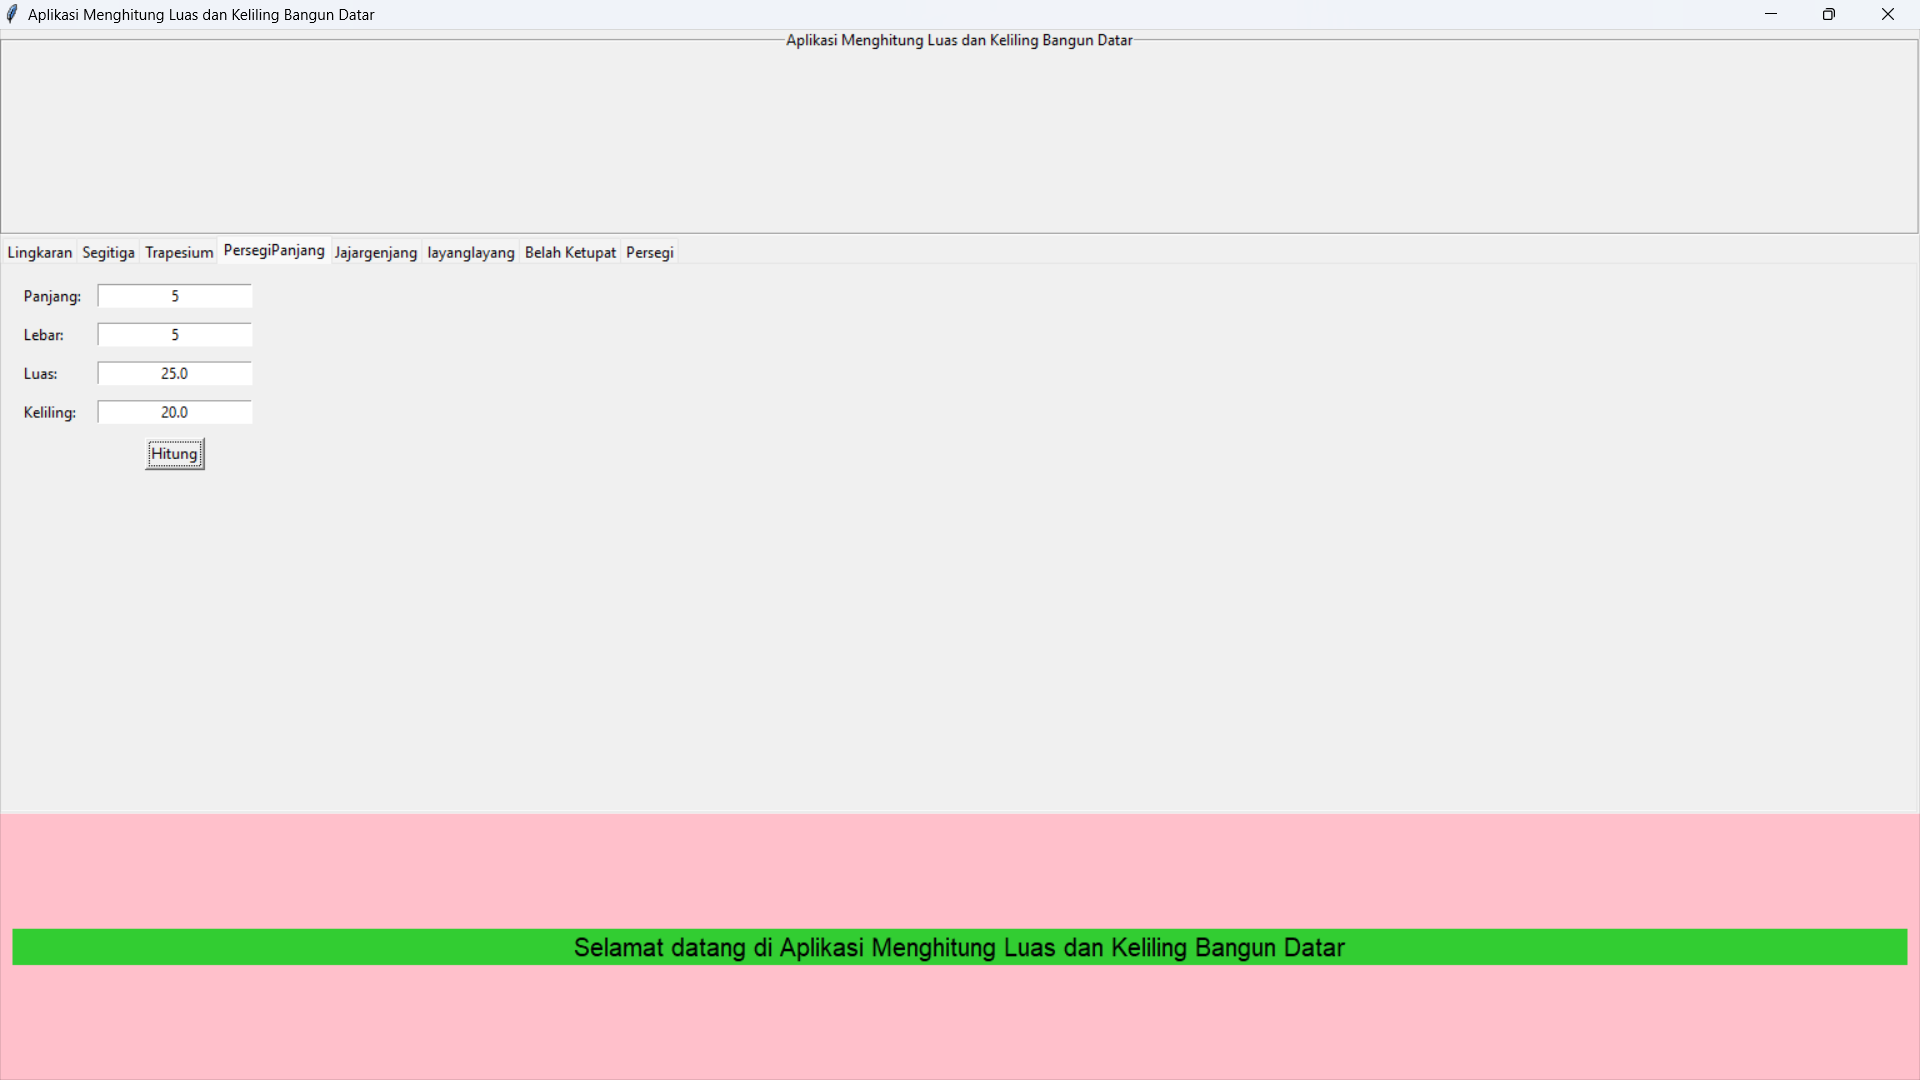 Aplikasi Menghitung Luas dan Keliling Bangun Datar
Aplikasi Menghitung Luas dan Keliling Bangun Datar
Lingkaran Segitiga Trapesium PersegiPanjang Jajargenjang layanglayang Belah Ketupat Persegi
Panjang: 5
Lebar: 5
Luas: 25.0
Keliling: 20.0
Hitung
Selamat datang di Aplikasi Menghitung Luas dan Keliling Bangun Datar